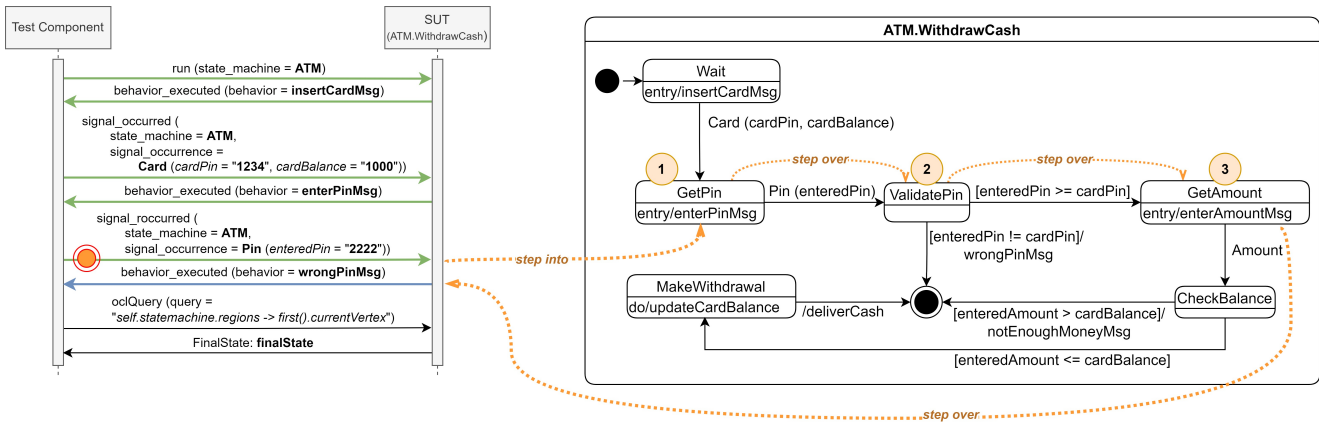 Test Component
SUT
(ATM.WithdrawCash)
run (state_machine = ATM)
behavior_executed (behavior = insertCardMsg)
signal_occurred (
state_machine = ATM,
signal_occurrence =
Card (cardPin = "1234", cardBalance = "1000"))
behavior_executed (behavior = enterPinMsg)
signal_roccurred (
state_machine = ATM,
signal_occurrence = Pin (enteredPin = "2222"))
behavior_executed (behavior = wrongPinMsg)
oclQuery (query =
"self.statemachine.regions -> first().currentVertex")
FinalState: finalState
step into
ATM.WithdrawCash
Wait
entry/insertCardMsg
Card (cardPin, cardBalance)
1
step over
2
step over
3
GetPin
entry/enterPinMsg
Pin (enteredPin)
ValidatePin
[enteredPin >= cardPin]
GetAmount
entry/enterAmountMsg
[enteredPin != cardPin]/
wrongPinMsg
Amount
MakeWithdrawal
do/updateCardBalance
/deliverCash
[enteredAmount > cardBalance]/
notEnoughMoneyMsg
CheckBalance
[enteredAmount <= cardBalance]
step over